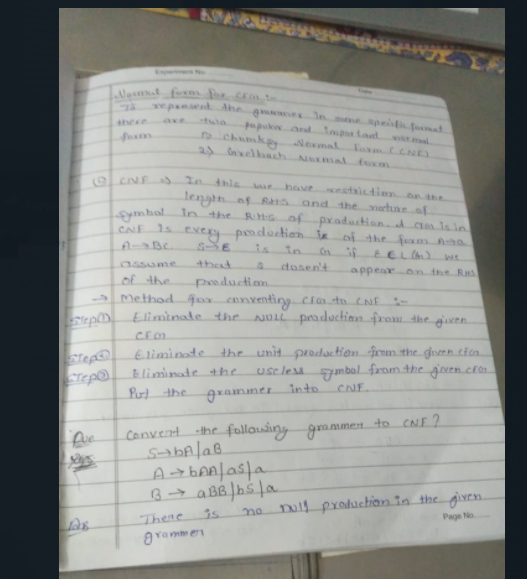 Experiment No.
Normal form for CFG :-
To represent the grammer in some specific format
there are two popular and important normal
form 1) Chomkey Normal Form (CNF)
2) Greibach Normal form
CNF → In this we have restriction on the
length of RHS and the nature of
symbol in the RHS of production. A CFG is in
CNF is every production is of the form A→a
A→BC S→E is in G if E ∈ L(G) we
assume that S doesn't appear on the RHS
of the production
→ Method for conventing CFG to CNF :-
Step① Eliminate the NULL production from the given
CFG
Step② Eliminate the unit production from the given CFG
Step③ Eliminate the useless symbol from the given CFG
Put the grammer into CNF.
Que Convert the following grammer to CNF ?
S→bA|aB
A→bAA|aS|a
B→ aBB|bS|a
There is no null production in the given
grammer
Page No.